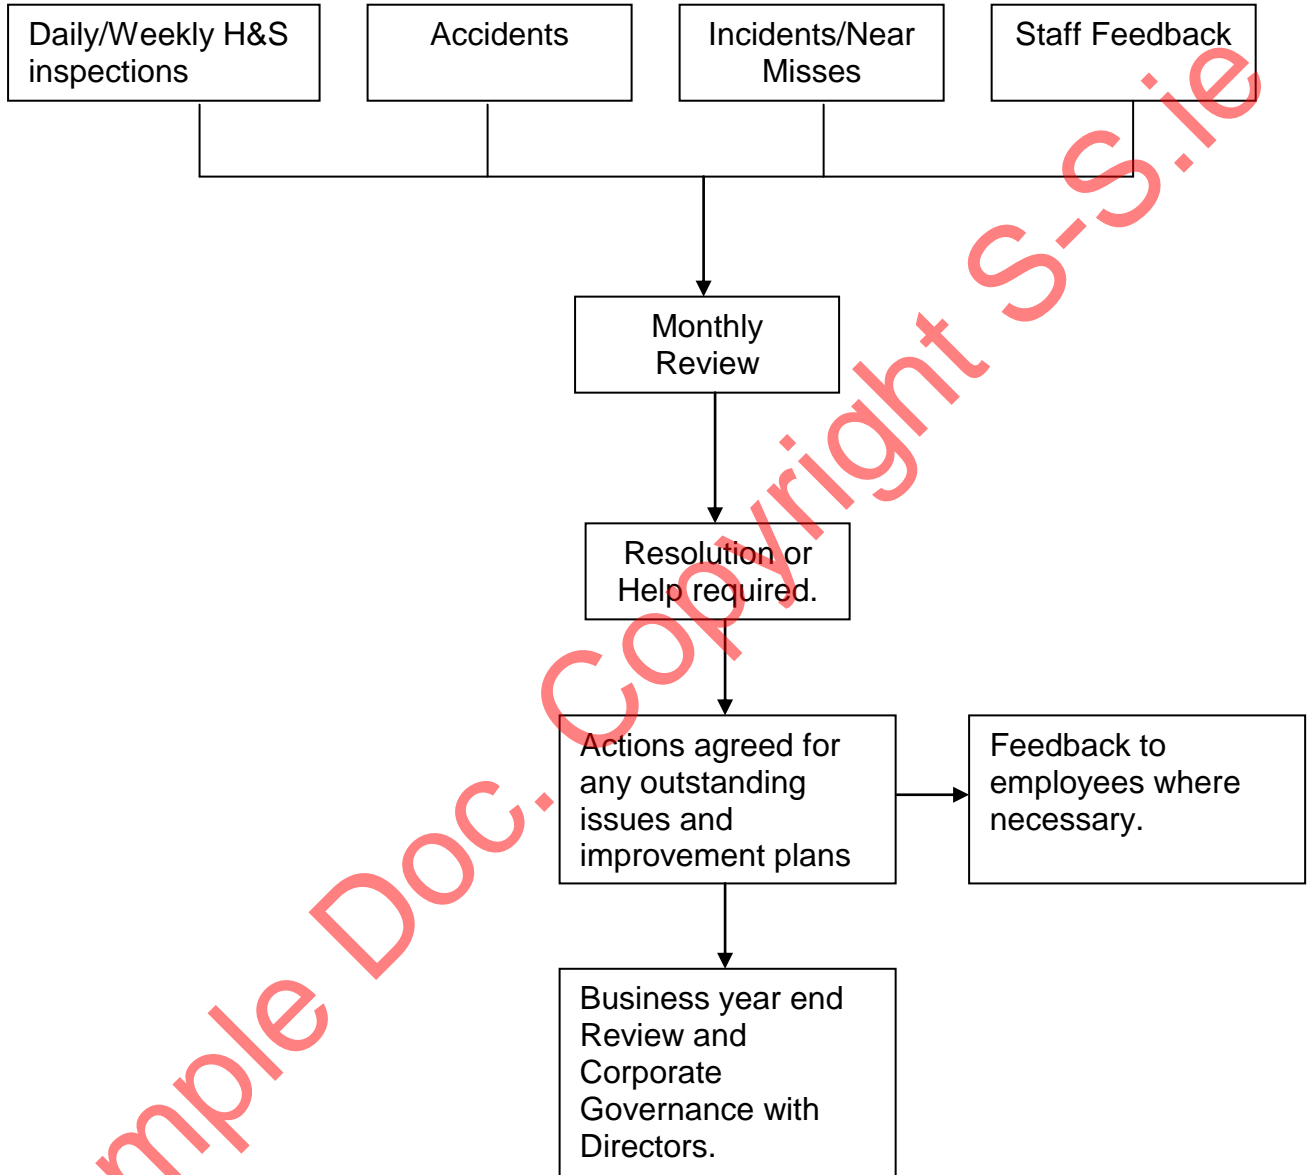 Daily/Weekly H&S
inspections
Accidents
Incidents/Near
Misses
Staff Feedback
Monthly
Review
Resolution or
Help required.
Actions agreed for
any outstanding
issues and
improvement plans
Feedback to
employees where
necessary.
Business year end
Review and
Corporate
Governance with
Directors.
mple Doc. Copyright S-S.ie